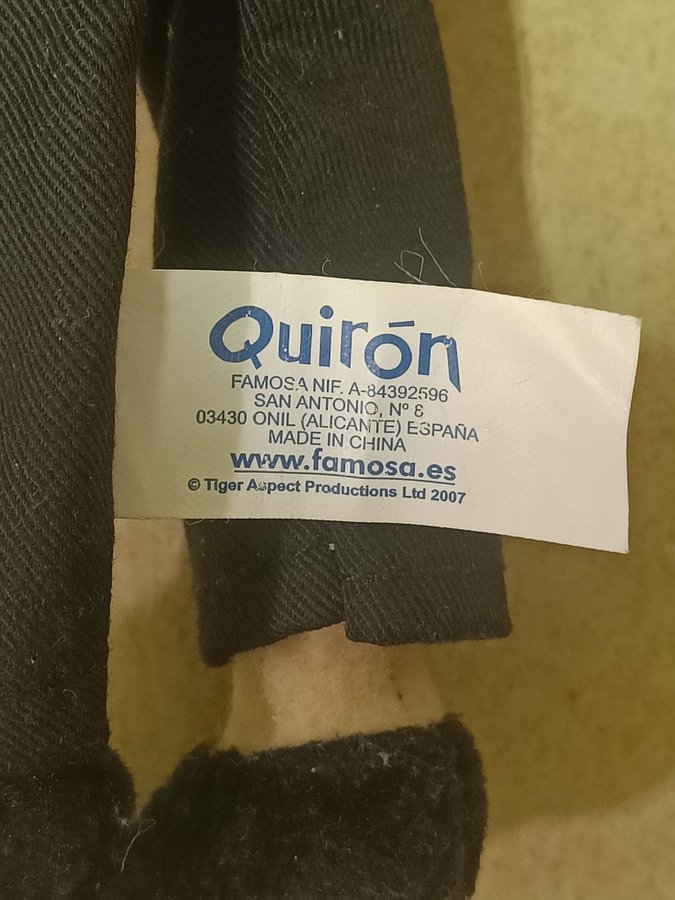 Quirón
FAMOSA NIF. A-84392596
SAN ANTONIO, Nº 8
03430 ONIL (ALICANTE) ESPAÑA
MADE IN CHINA
www.famosa.es
© Tiger Aspect Productions Ltd 2007